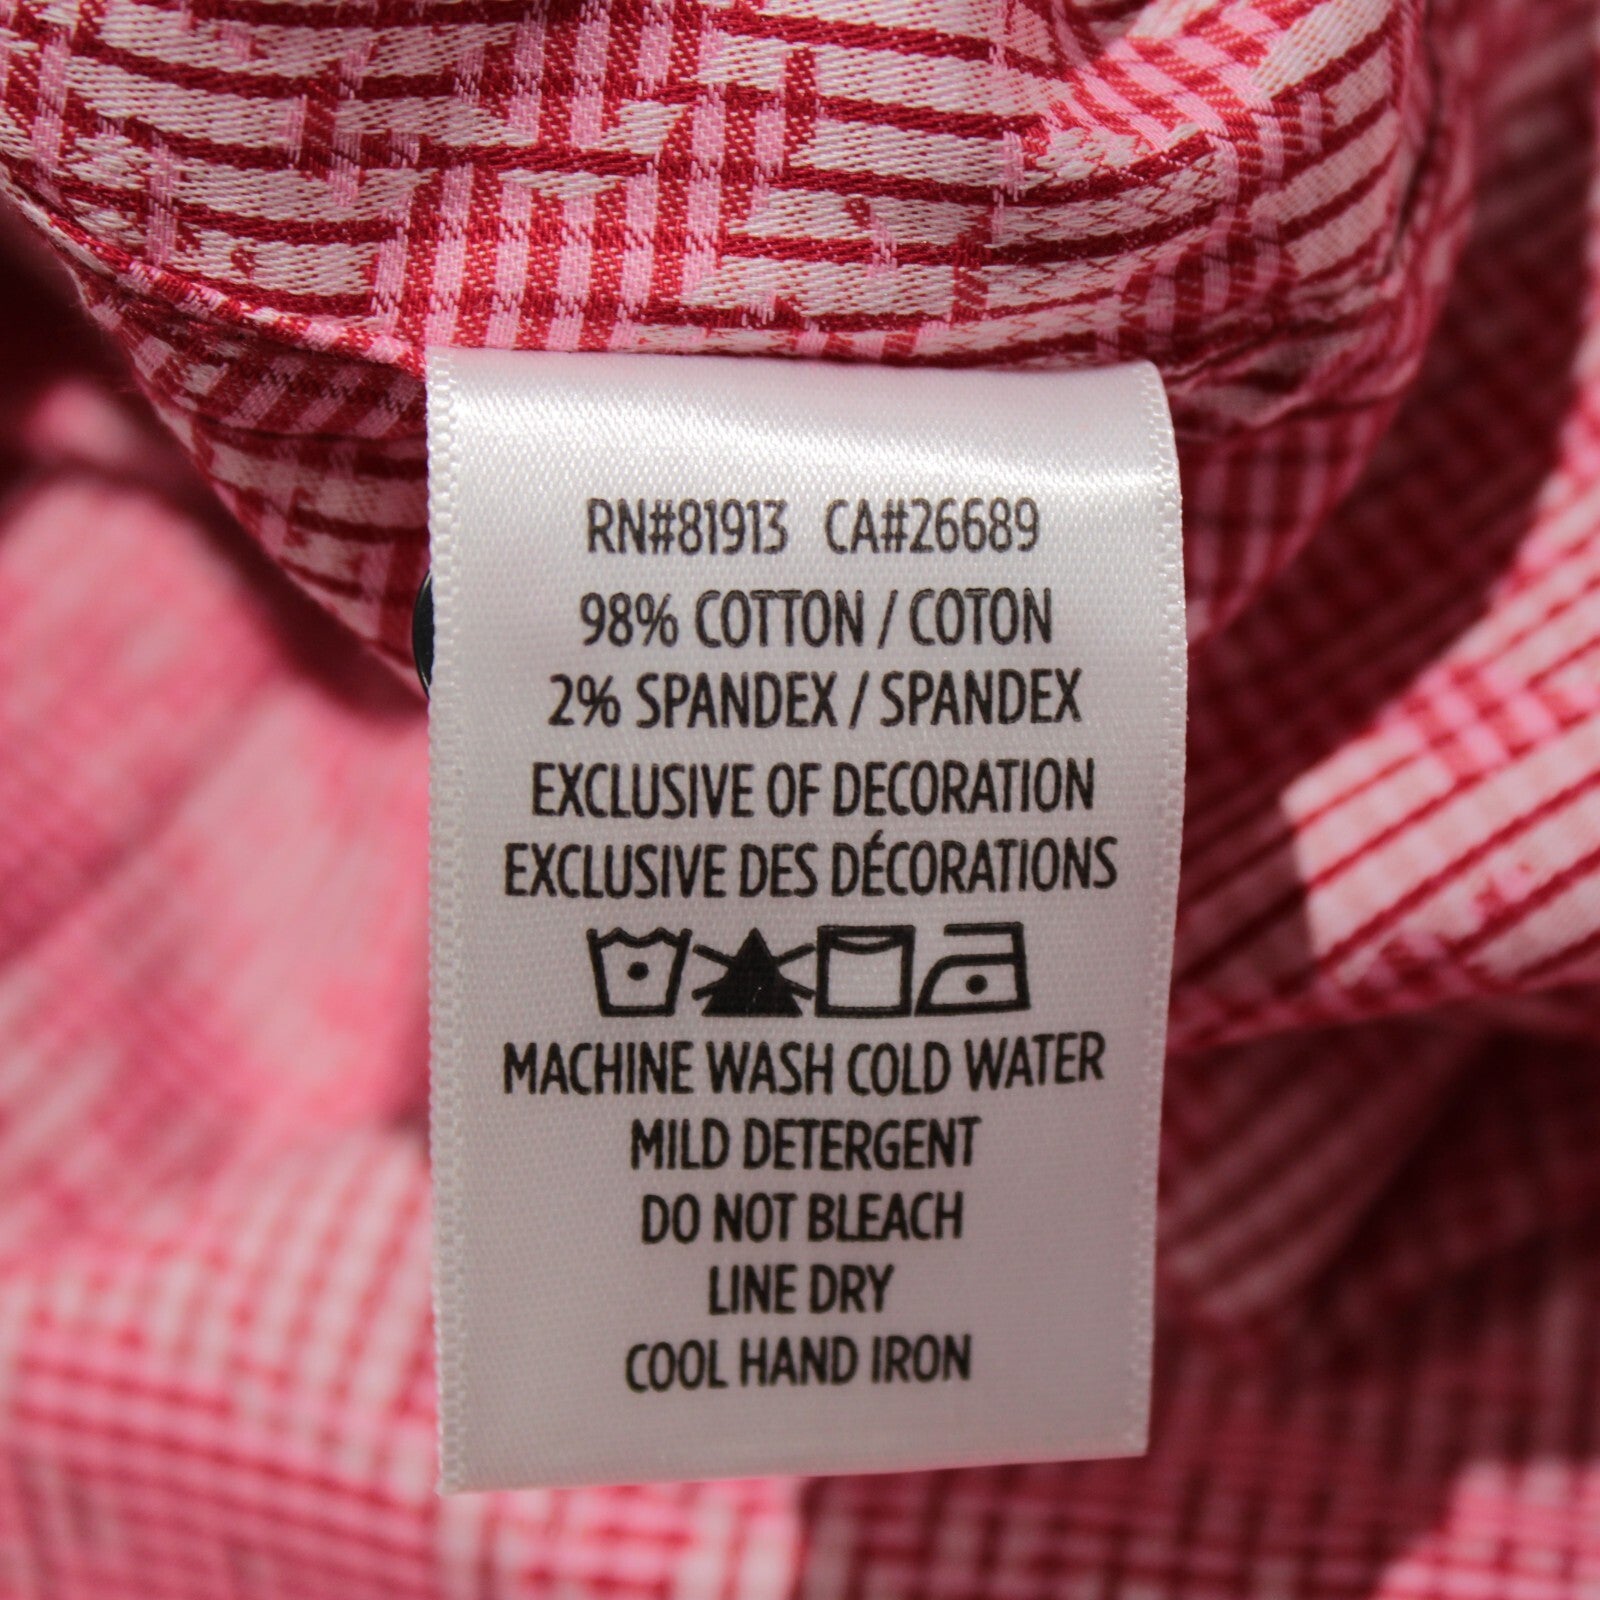 RN#81913 CA#26689
98% COTTON / COTON
2% SPANDEX / SPANDEX
EXCLUSIVE OF DECORATION
EXCLUSIVE DES DÉCORATIONS
MACHINE WASH COLD WATER
MILD DETERGENT
DO NOT BLEACH
LINE DRY
COOL HAND IRON